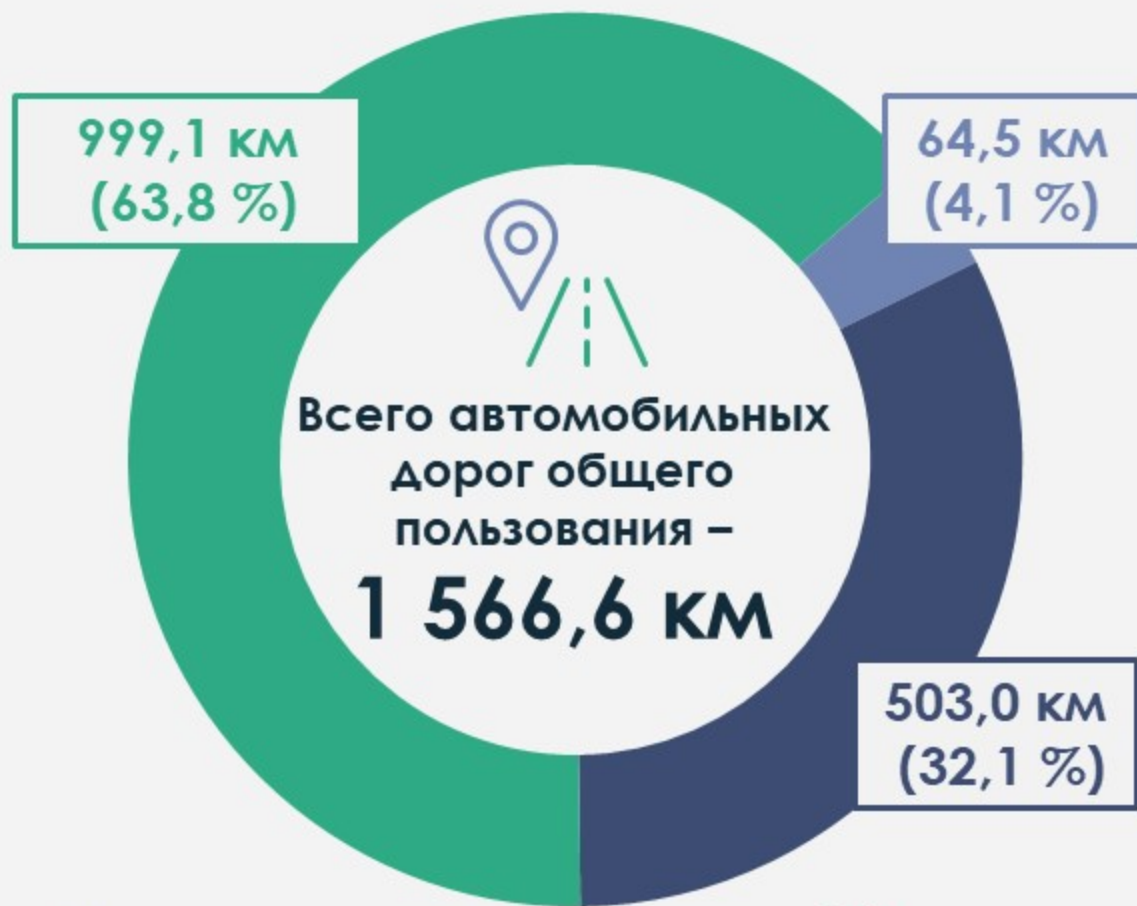 999,1 км
(63,8 %)
64,5 км
(4,1 %)
Всего автомобильных
дорог общего
пользования –
1 566,6 км
503,0 км
(32,1 %)